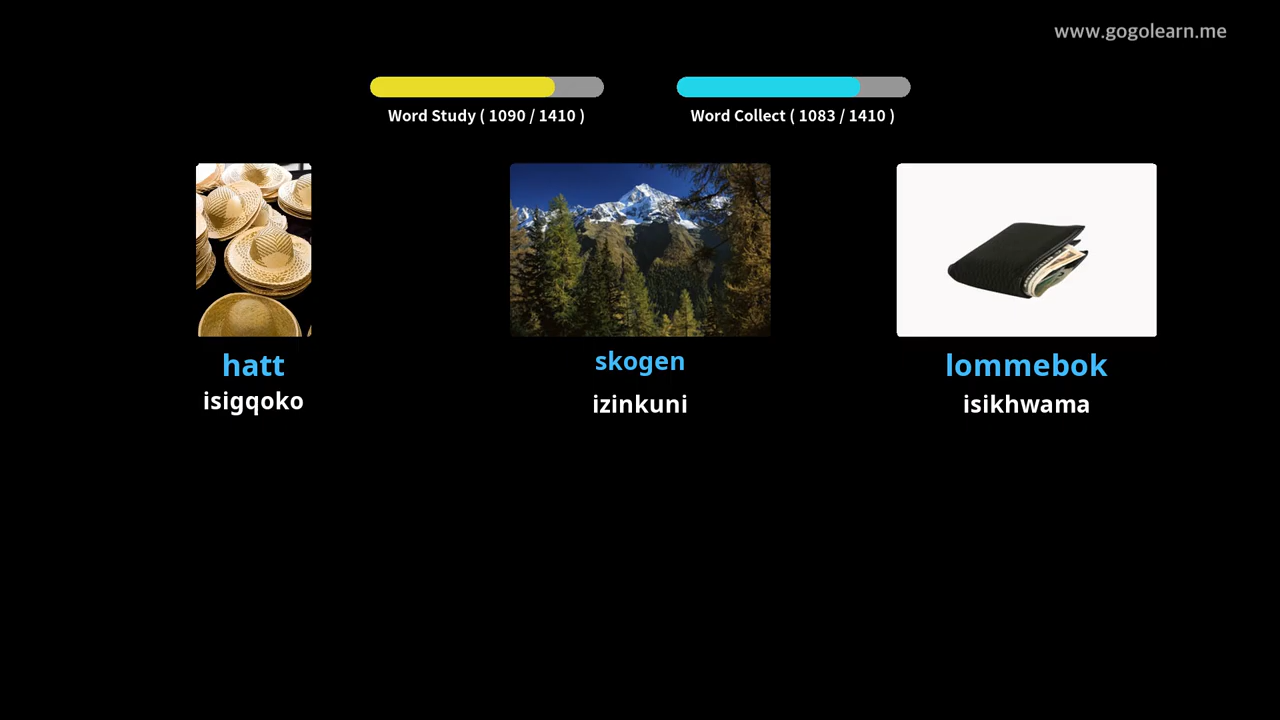 www.gogolearn.me
Word Study ( 1090 / 1410 )
Word Collect ( 1083 / 1410 )
hatt
isigqoko
skogen
izinkuni
lommebok
isikhwama